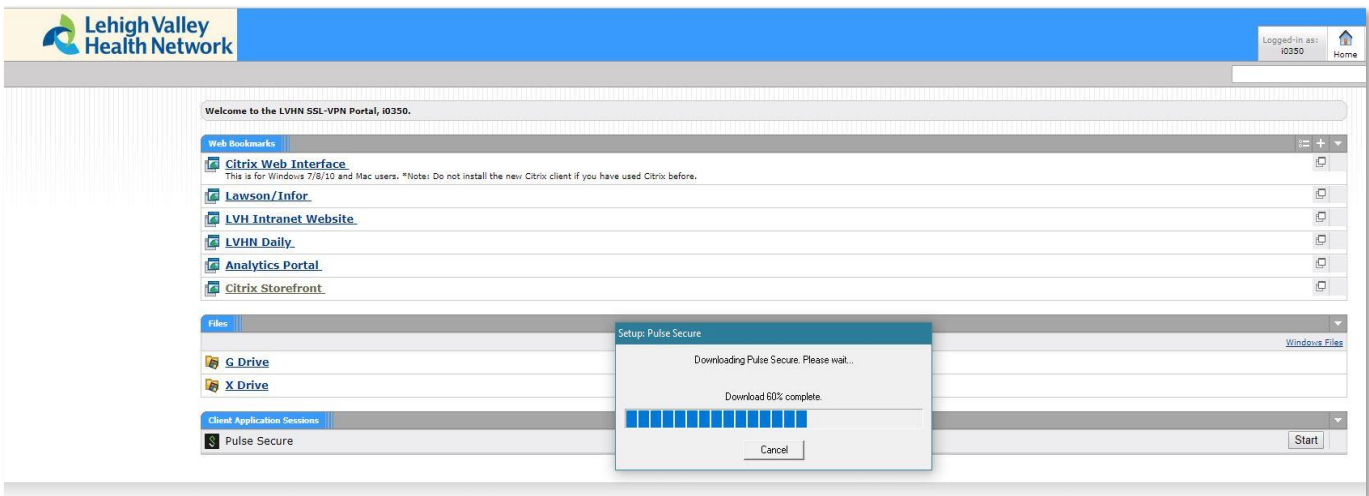 Lehigh Valley
Health Network
Logged-in as:
i0350
Home
Welcome to the LVHN SSL-VPN Portal, i0350.
Web Bookmarks
Citrix Web Interface
This is for Windows 7/8/10 and Mac users. *Note: Do not install the new Citrix client if you have used Citrix before.
Lawson/Infor
LVH Intranet Website
LVHN Daily
Analytics Portal
Citrix Storefront
Files
Windows Files
G Drive
X Drive
Setup: Pulse Secure
Downloading Pulse Secure. Please wait...
Download 60% complete.
Cancel
Client Application Sessions
Pulse Secure
Start